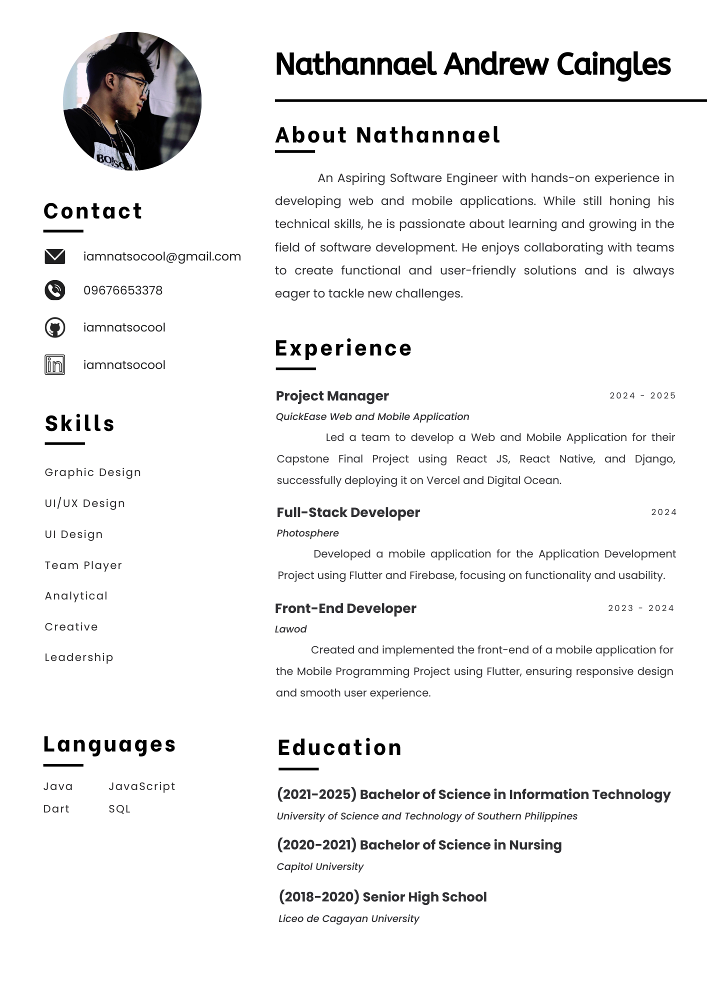 Nathannael Andrew Caingles
Contact
iamnatsocool@gmail.com
09676653378
iamnatsocool
in
iamnatsocool
Skills
Graphic Design
UI/UX Design
UI Design
Team Player
Analytical
Creative
Leadership
Languages
Java JavaScript
Dart SQL
About Nathannael
An Aspiring Software Engineer with hands-on experience in
developing web and mobile applications. While still honing his
technical skills, he is passionate about learning and growing in the
field of software development. He enjoys collaborating with teams
to create functional and user-friendly solutions and is always
eager to tackle new challenges.
Experience
Project Manager 2024 - 2025
QuickEase Web and Mobile Application
Led a team to develop a Web and Mobile Application for their
Capstone Final Project using React JS, React Native, and Django,
successfully deploying it on Vercel and Digital Ocean.
Full-Stack Developer 2024
Photosphere
Developed a mobile application for the Application Development
Project using Flutter and Firebase, focusing on functionality and usability.
Front-End Developer 2023 - 2024
Lawod
Created and implemented the front-end of a mobile application for
the Mobile Programming Project using Flutter, ensuring responsive design
and smooth user experience.
Education
(2021-2025) Bachelor of Science in Information Technology
University of Science and Technology of Southern Philippines
(2020-2021) Bachelor of Science in Nursing
Capitol University
(2018-2020) Senior High School
Liceo de Cagayan University